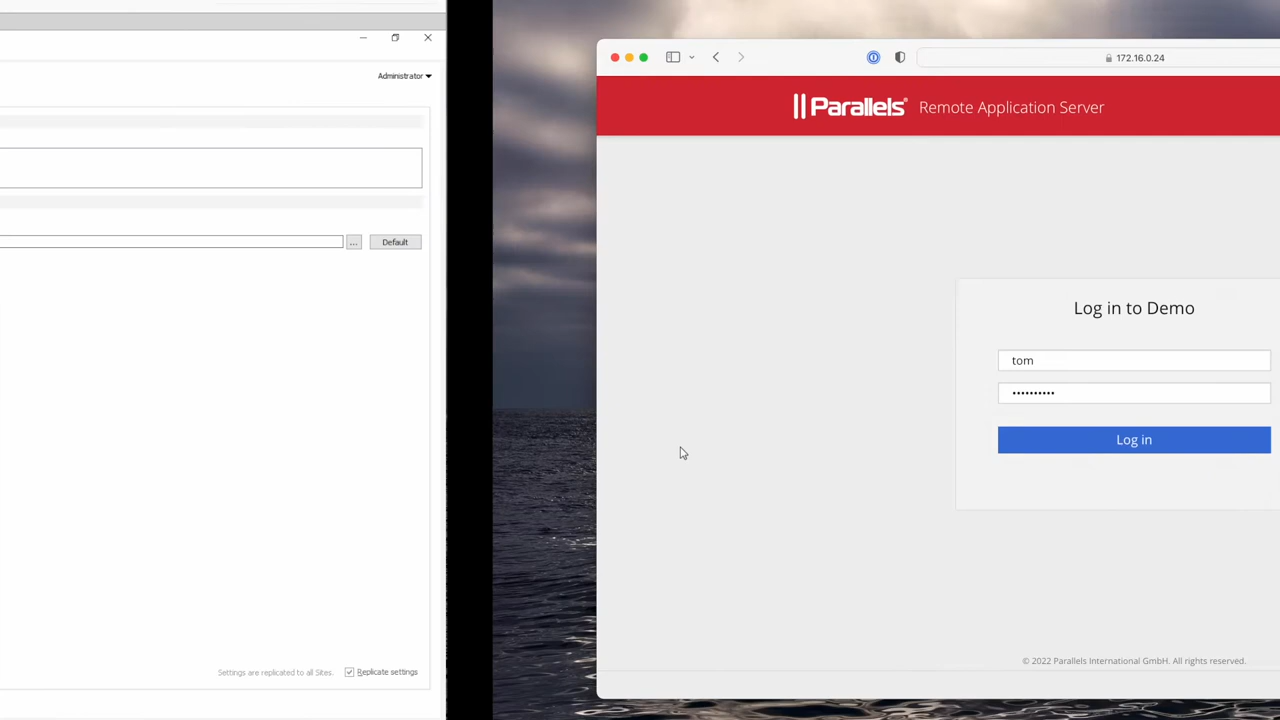 Administrator
...
Default
Settings are replicated to all Sites.
Replicate settings
172.16.0.24
Parallels® Remote Application Server
Log in to Demo
tom
••••••••••
Log in
© 2022 Parallels International GmbH. All rights reserved.